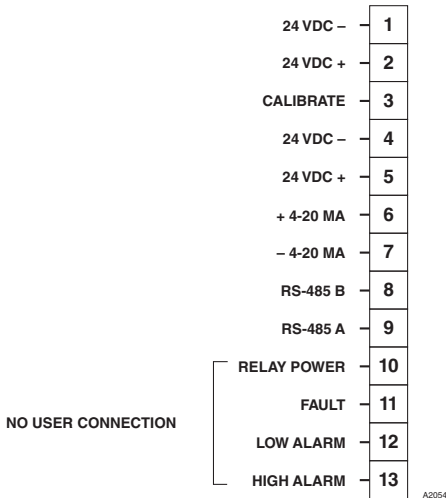 24 VDC – 1
24 VDC + 2
CALIBRATE 3
24 VDC – 4
24 VDC + 5
+ 4-20 MA 6
– 4-20 MA 7
RS-485 B 8
RS-485 A 9
RELAY POWER 10
FAULT 11
NO USER CONNECTION
LOW ALARM 12
HIGH ALARM 13
A2054